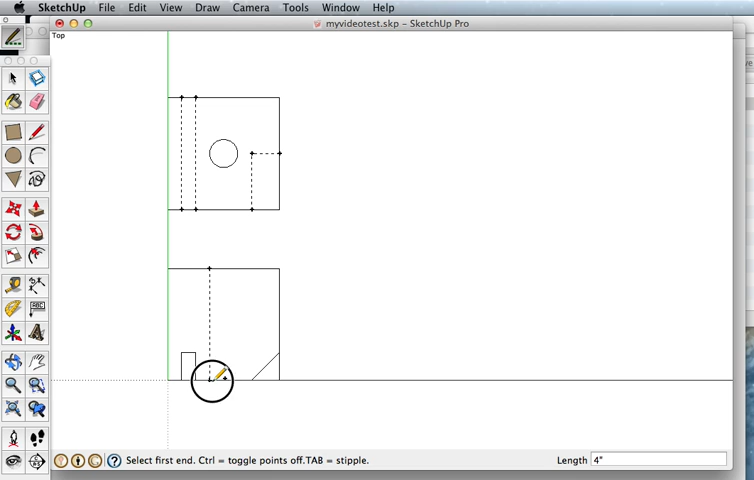 SketchUp File Edit View Draw Camera Tools Window Help
myvideotest.skp – SketchUp Pro
Top
ABC
Select first end. Ctrl = toggle points off.TAB = stipple.
Length 4"